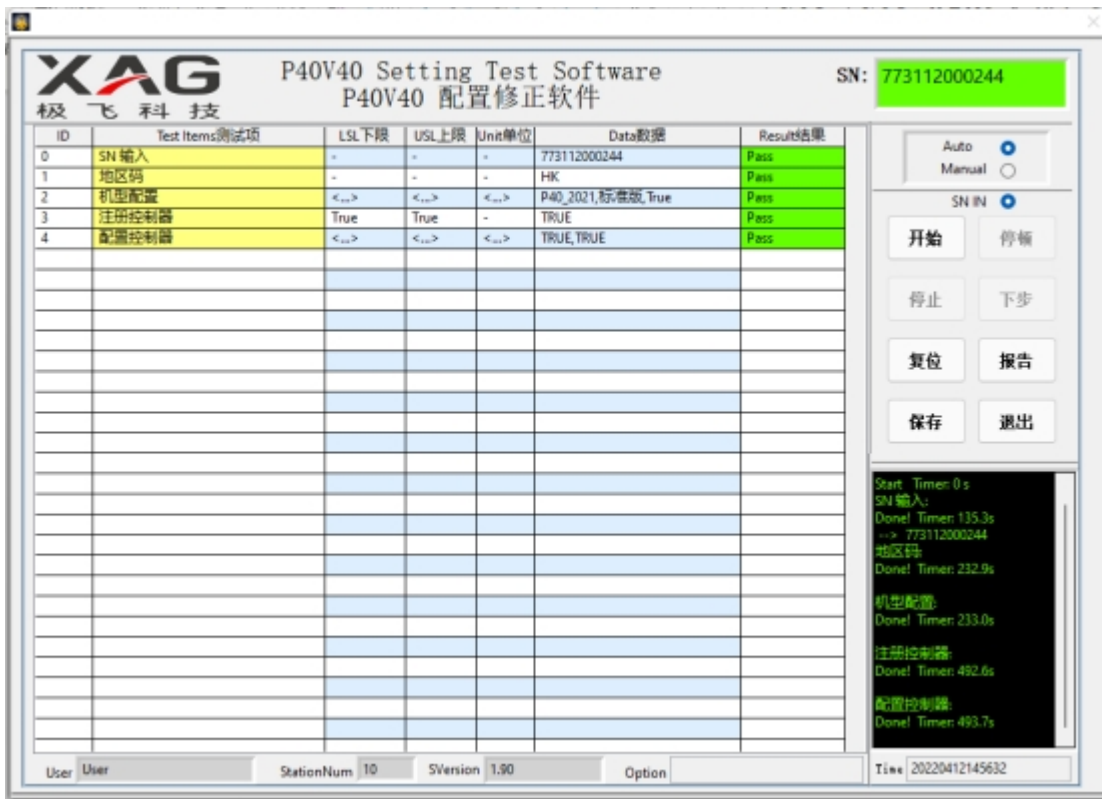 XAG
极飞科技
P40V40 Setting Test Software
P40V40 配置修正软件
SN: 773112000244
ID Test Items测试项 LSL下限 USL上限 Unit单位 Data数据 Result结果
0 SN 输入 - - - 773112000244 Pass
1 地区码 - - - HK Pass
2 机型配置 <...> <...> <...> P40_2021,标准版,True Pass
3 注册控制器 True True - TRUE Pass
4 配置控制器 <...> <...> <...> TRUE,TRUE Pass
Auto
Manual
SN IN
开始 停顿
停止 下步
复位 报告
保存 退出
Start Timer: 0 s
SN 输入:
Done! Timer: 135.3s
--> 773112000244
地区码:
Done! Timer: 232.9s
机型配置:
Done! Timer: 233.0s
注册控制器:
Done! Timer: 492.6s
配置控制器:
Done! Timer: 493.7s
User User StationNum 10 SVersion 1.90 Option Time 20220412145632